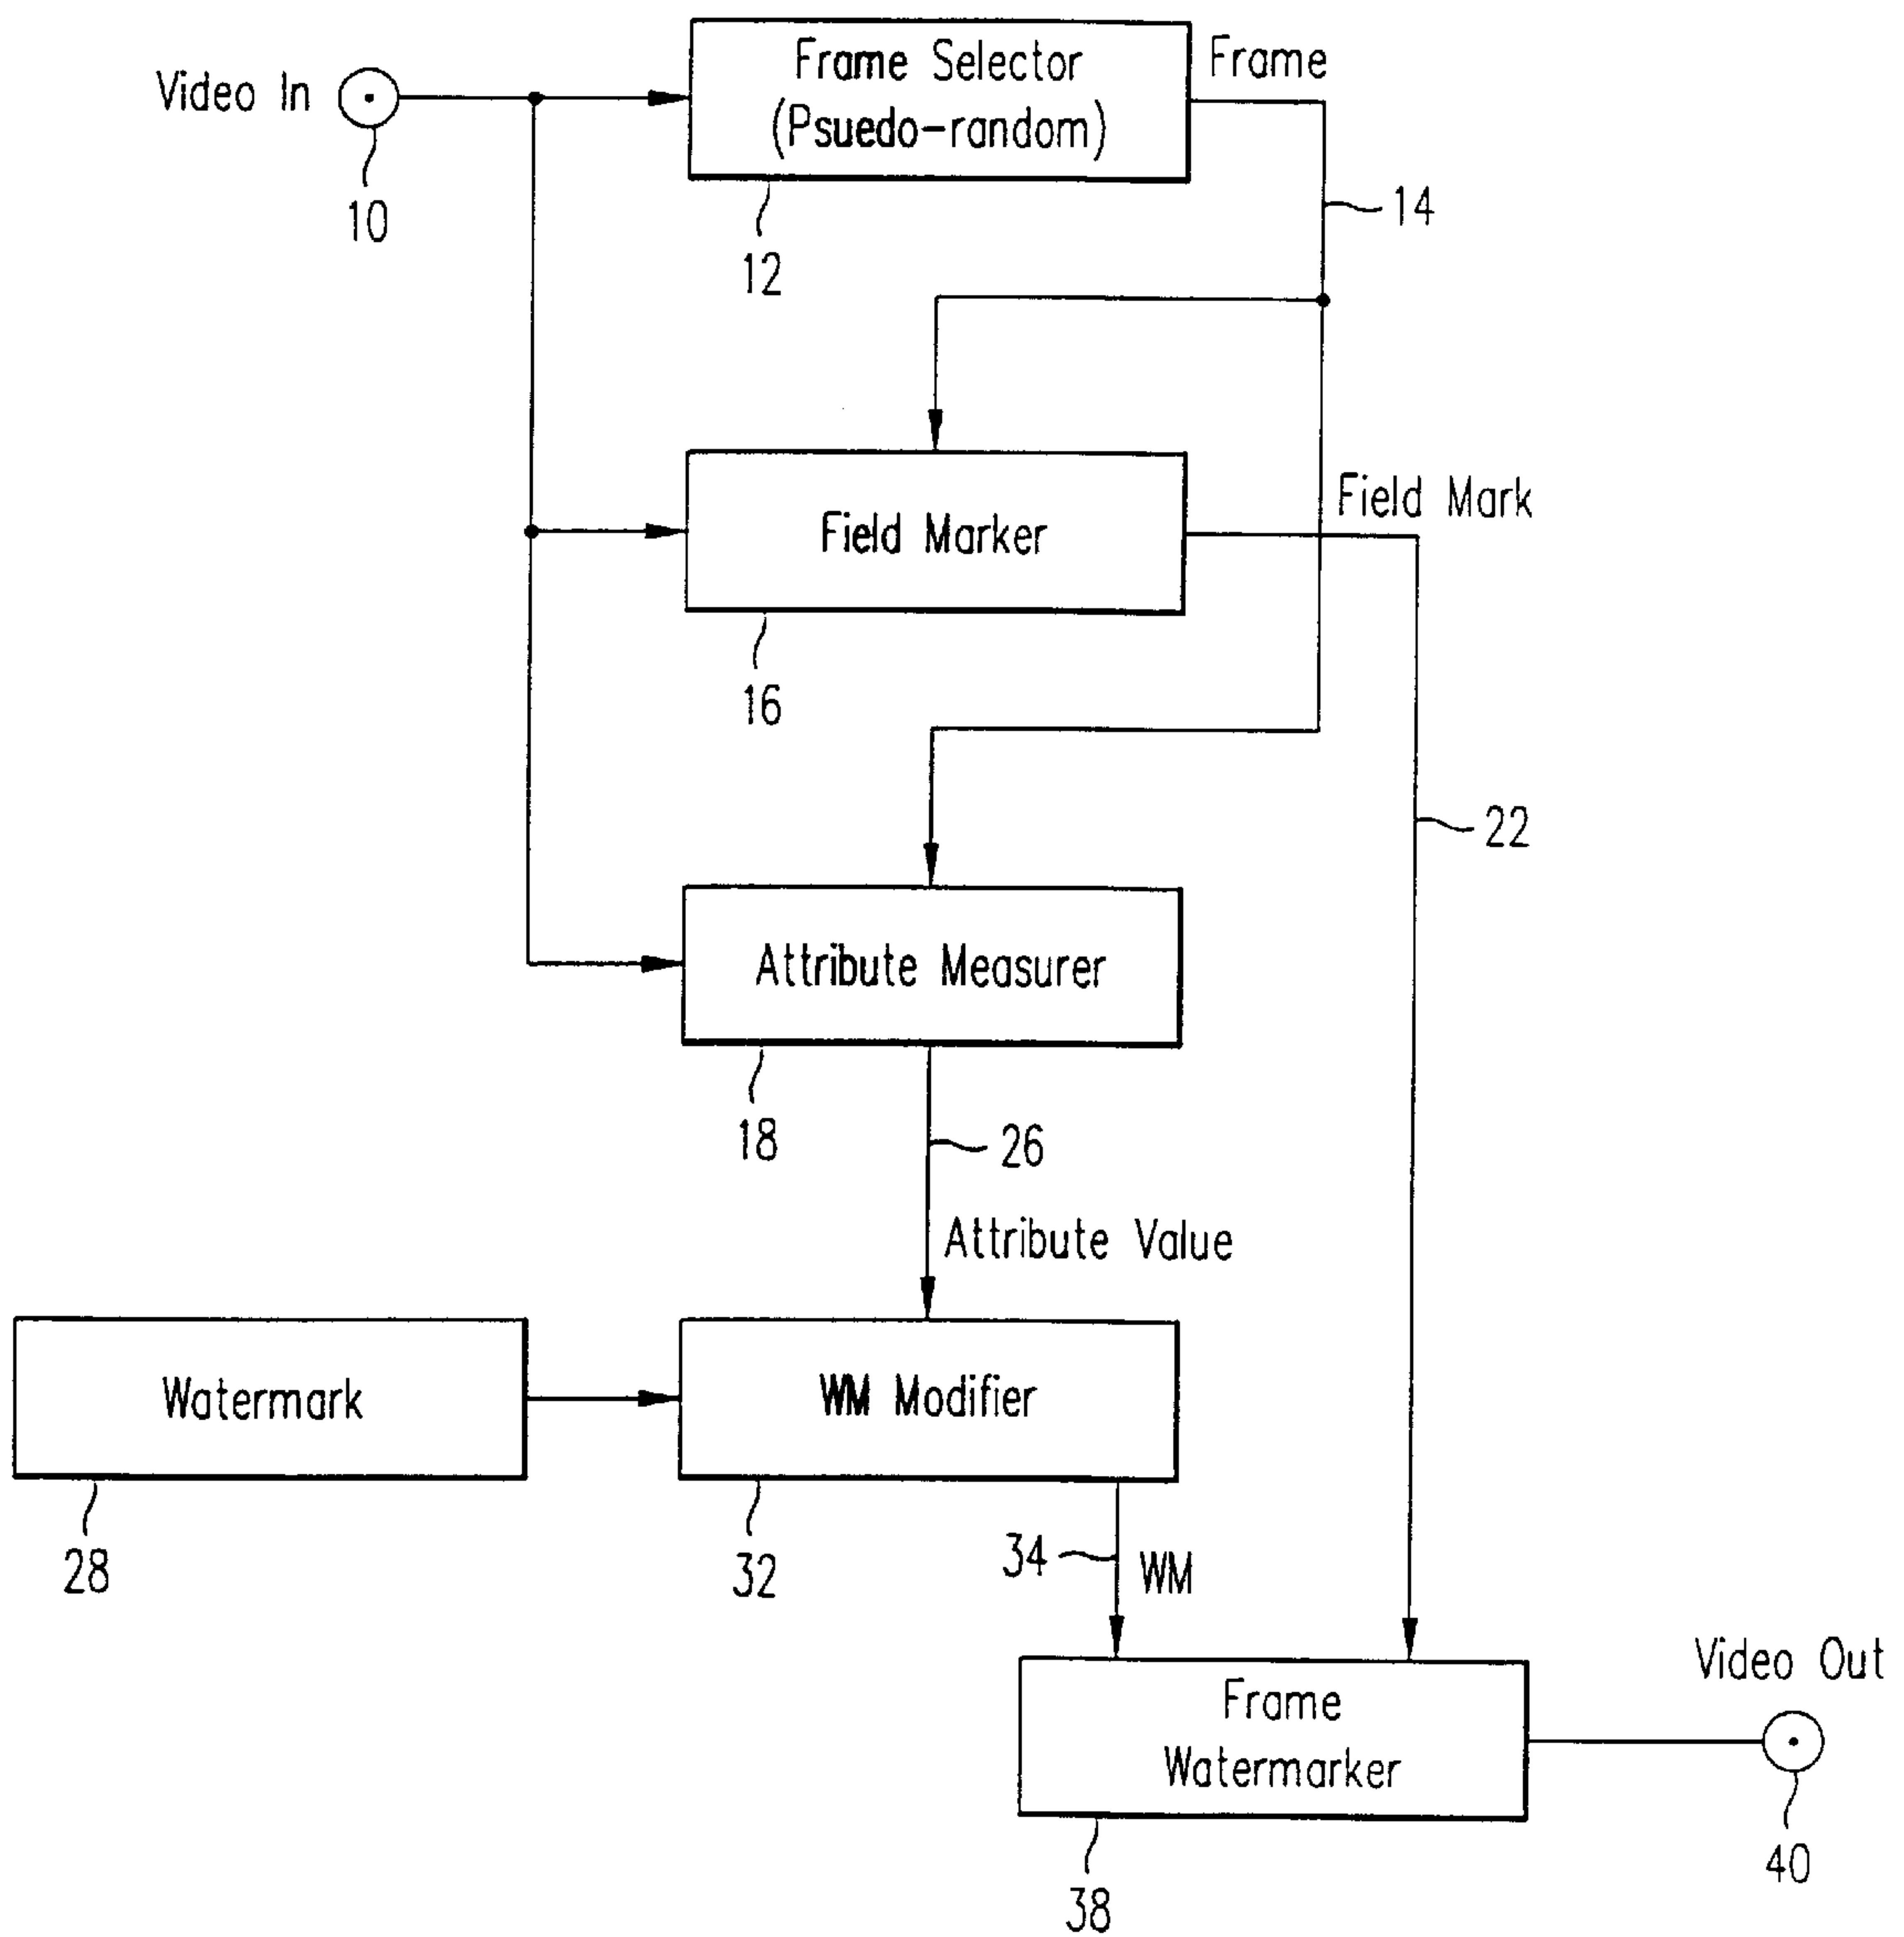 Video In
10
Frame Selector
(Psuedo-random)
12
Frame
14
Field Marker
16
Field Mark
22
Attribute Measurer
18
26
Attribute Value
Watermark
28
WM Modifier
32
34
WM
Frame
Watermarker
38
Video Out
40